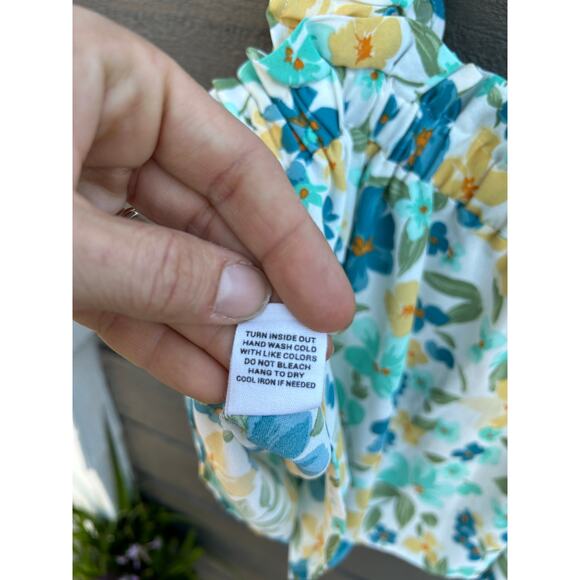 TURN INSIDE OUT
HAND WASH COLD
WITH LIKE COLORS
DO NOT BLEACH
HANG TO DRY
COOL IRON IF NEEDED